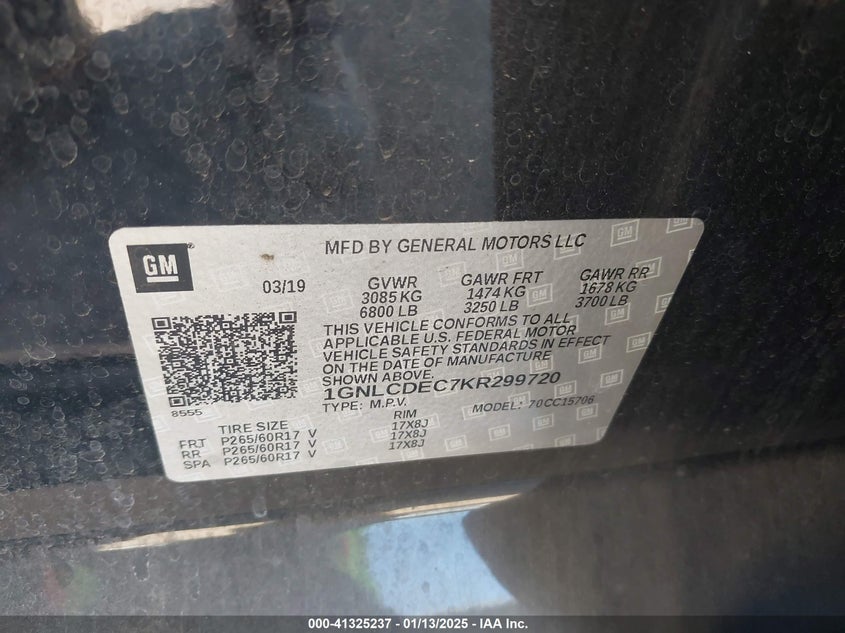 GM
MFD BY GENERAL MOTORS LLC
03/19
GVWR GAWR FRT GAWR RR
3085 KG 1474 KG 1678 KG
6800 LB 3250 LB 3700 LB
THIS VEHICLE CONFORMS TO ALL
APPLICABLE U.S. FEDERAL MOTOR
VEHICLE SAFETY STANDARDS IN EFFECT
ON THE DATE OF MANUFACTURE
SHOWN ABOVE.
1GNLCDEC7KR299720
8555
TYPE: M.P.V. MODEL: 70CC15706
TIRE SIZE RIM
FRT P265/60R17 V 17X8J
RR P265/60R17 V 17X8J
SPA P265/60R17 V 17X8J
000-41325237 - 01/13/2025 - IAA Inc.